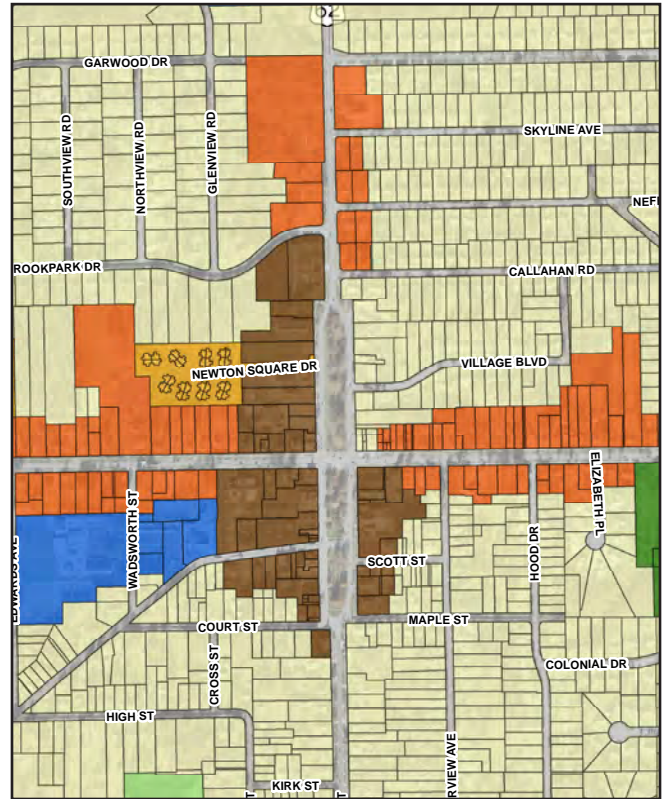 GARWOOD DR
SKYLINE AVE
SOUTHVIEW RD
NORTHVIEW RD
GLENVIEW RD
NEF
ROOKPARK DR
CALLAHAN RD
NEWTON SQUARE DR
VILLAGE BLVD
ELIZABETH PL
WADSWORTH ST
EDWARDS AVE
HOOD DR
SCOTT ST
COURT ST
MAPLE ST
CROSS ST
COLONIAL DR
HIGH ST
RVIEW AVE
KIRK ST
T
T